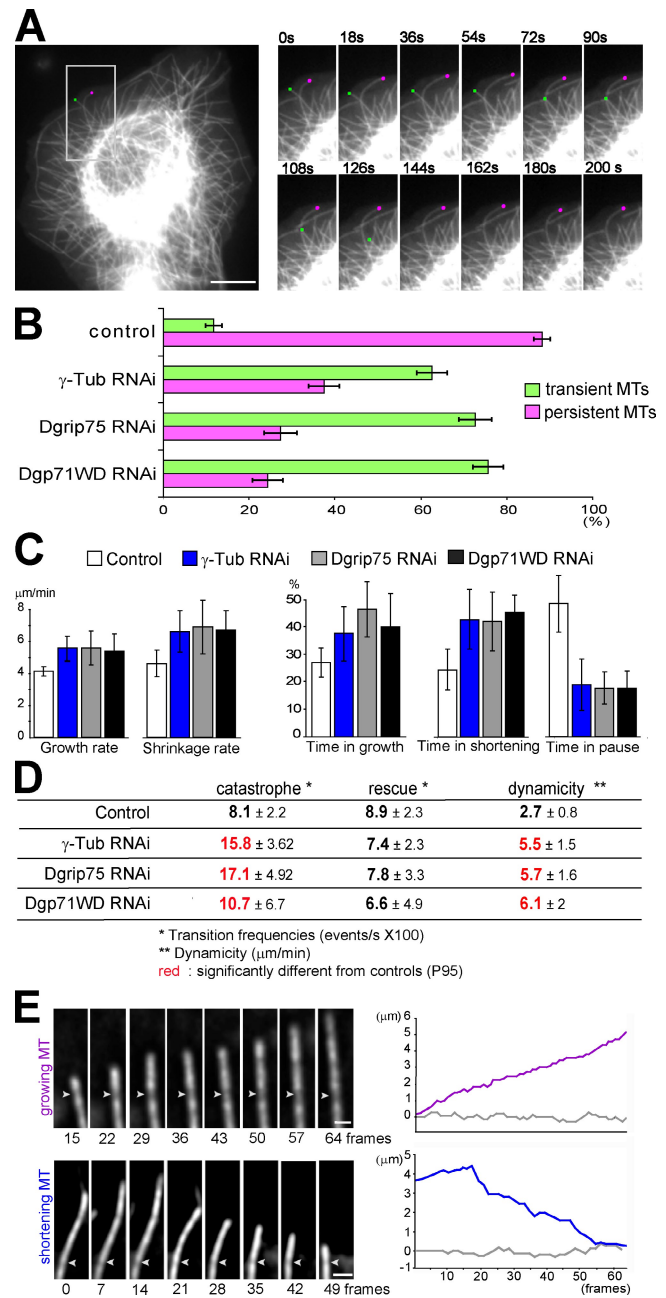 A
0s 18s 36s 54s 72s 90s
108s 126s 144s 162s 180s 200 s
B
control
γ-Tub RNAi
Dgrip75 RNAi
Dgp71WD RNAi
transient MTs
persistent MTs
0 20 40 60 80 100
(%)
C
Control γ-Tub RNAi Dgrip75 RNAi Dgp71WD RNAi
μm/min
8
6
4
2
0
Growth rate Shrinkage rate
%
50
40
30
20
10
0
Time in growth Time in shortening Time in pause
D
catastrophe * rescue * dynamicity **
Control 8.1 ± 2.2 8.9 ± 2.3 2.7 ± 0.8
γ-Tub RNAi 15.8 ± 3.62 7.4 ± 2.3 5.5 ± 1.5
Dgrip75 RNAi 17.1 ± 4.92 7.8 ± 3.3 5.7 ± 1.6
Dgp71WD RNAi 10.7 ± 6.7 6.6 ± 4.9 6.1 ± 2
* Transition frequencies (events/s X100)
** Dynamicity (μm/min)
red : significantly different from controls (P95)
E
growing MT
15 22 29 36 43 50 57 64 frames
(μm) 6
5
4
3
2
1
0
shortening MT
0 7 14 21 28 35 42 49 frames
(μm)
5
4
3
2
1
0
-1
10 20 30 40 50 60
(frames)